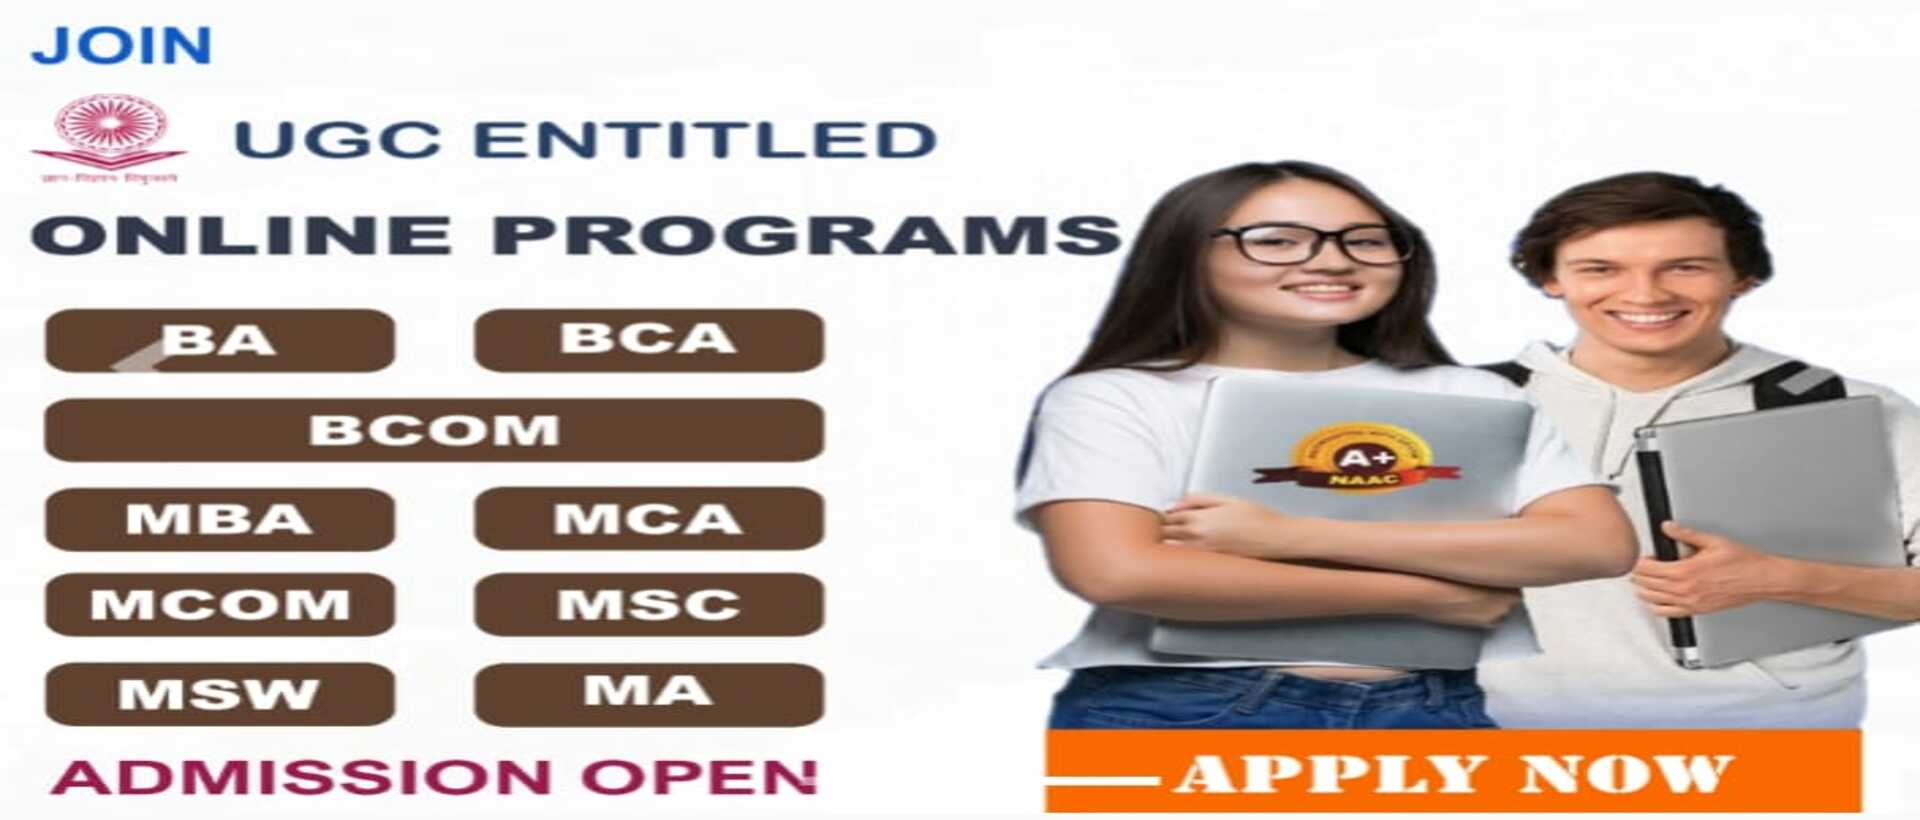 JOIN
UGC ENTITLED
ONLINE PROGRAMS
BA
BCA
BCOM
MBA
MCA
MCOM
MSC
MSW
MA
ADMISSION OPEN
A+
NAAC
APPLY NOW